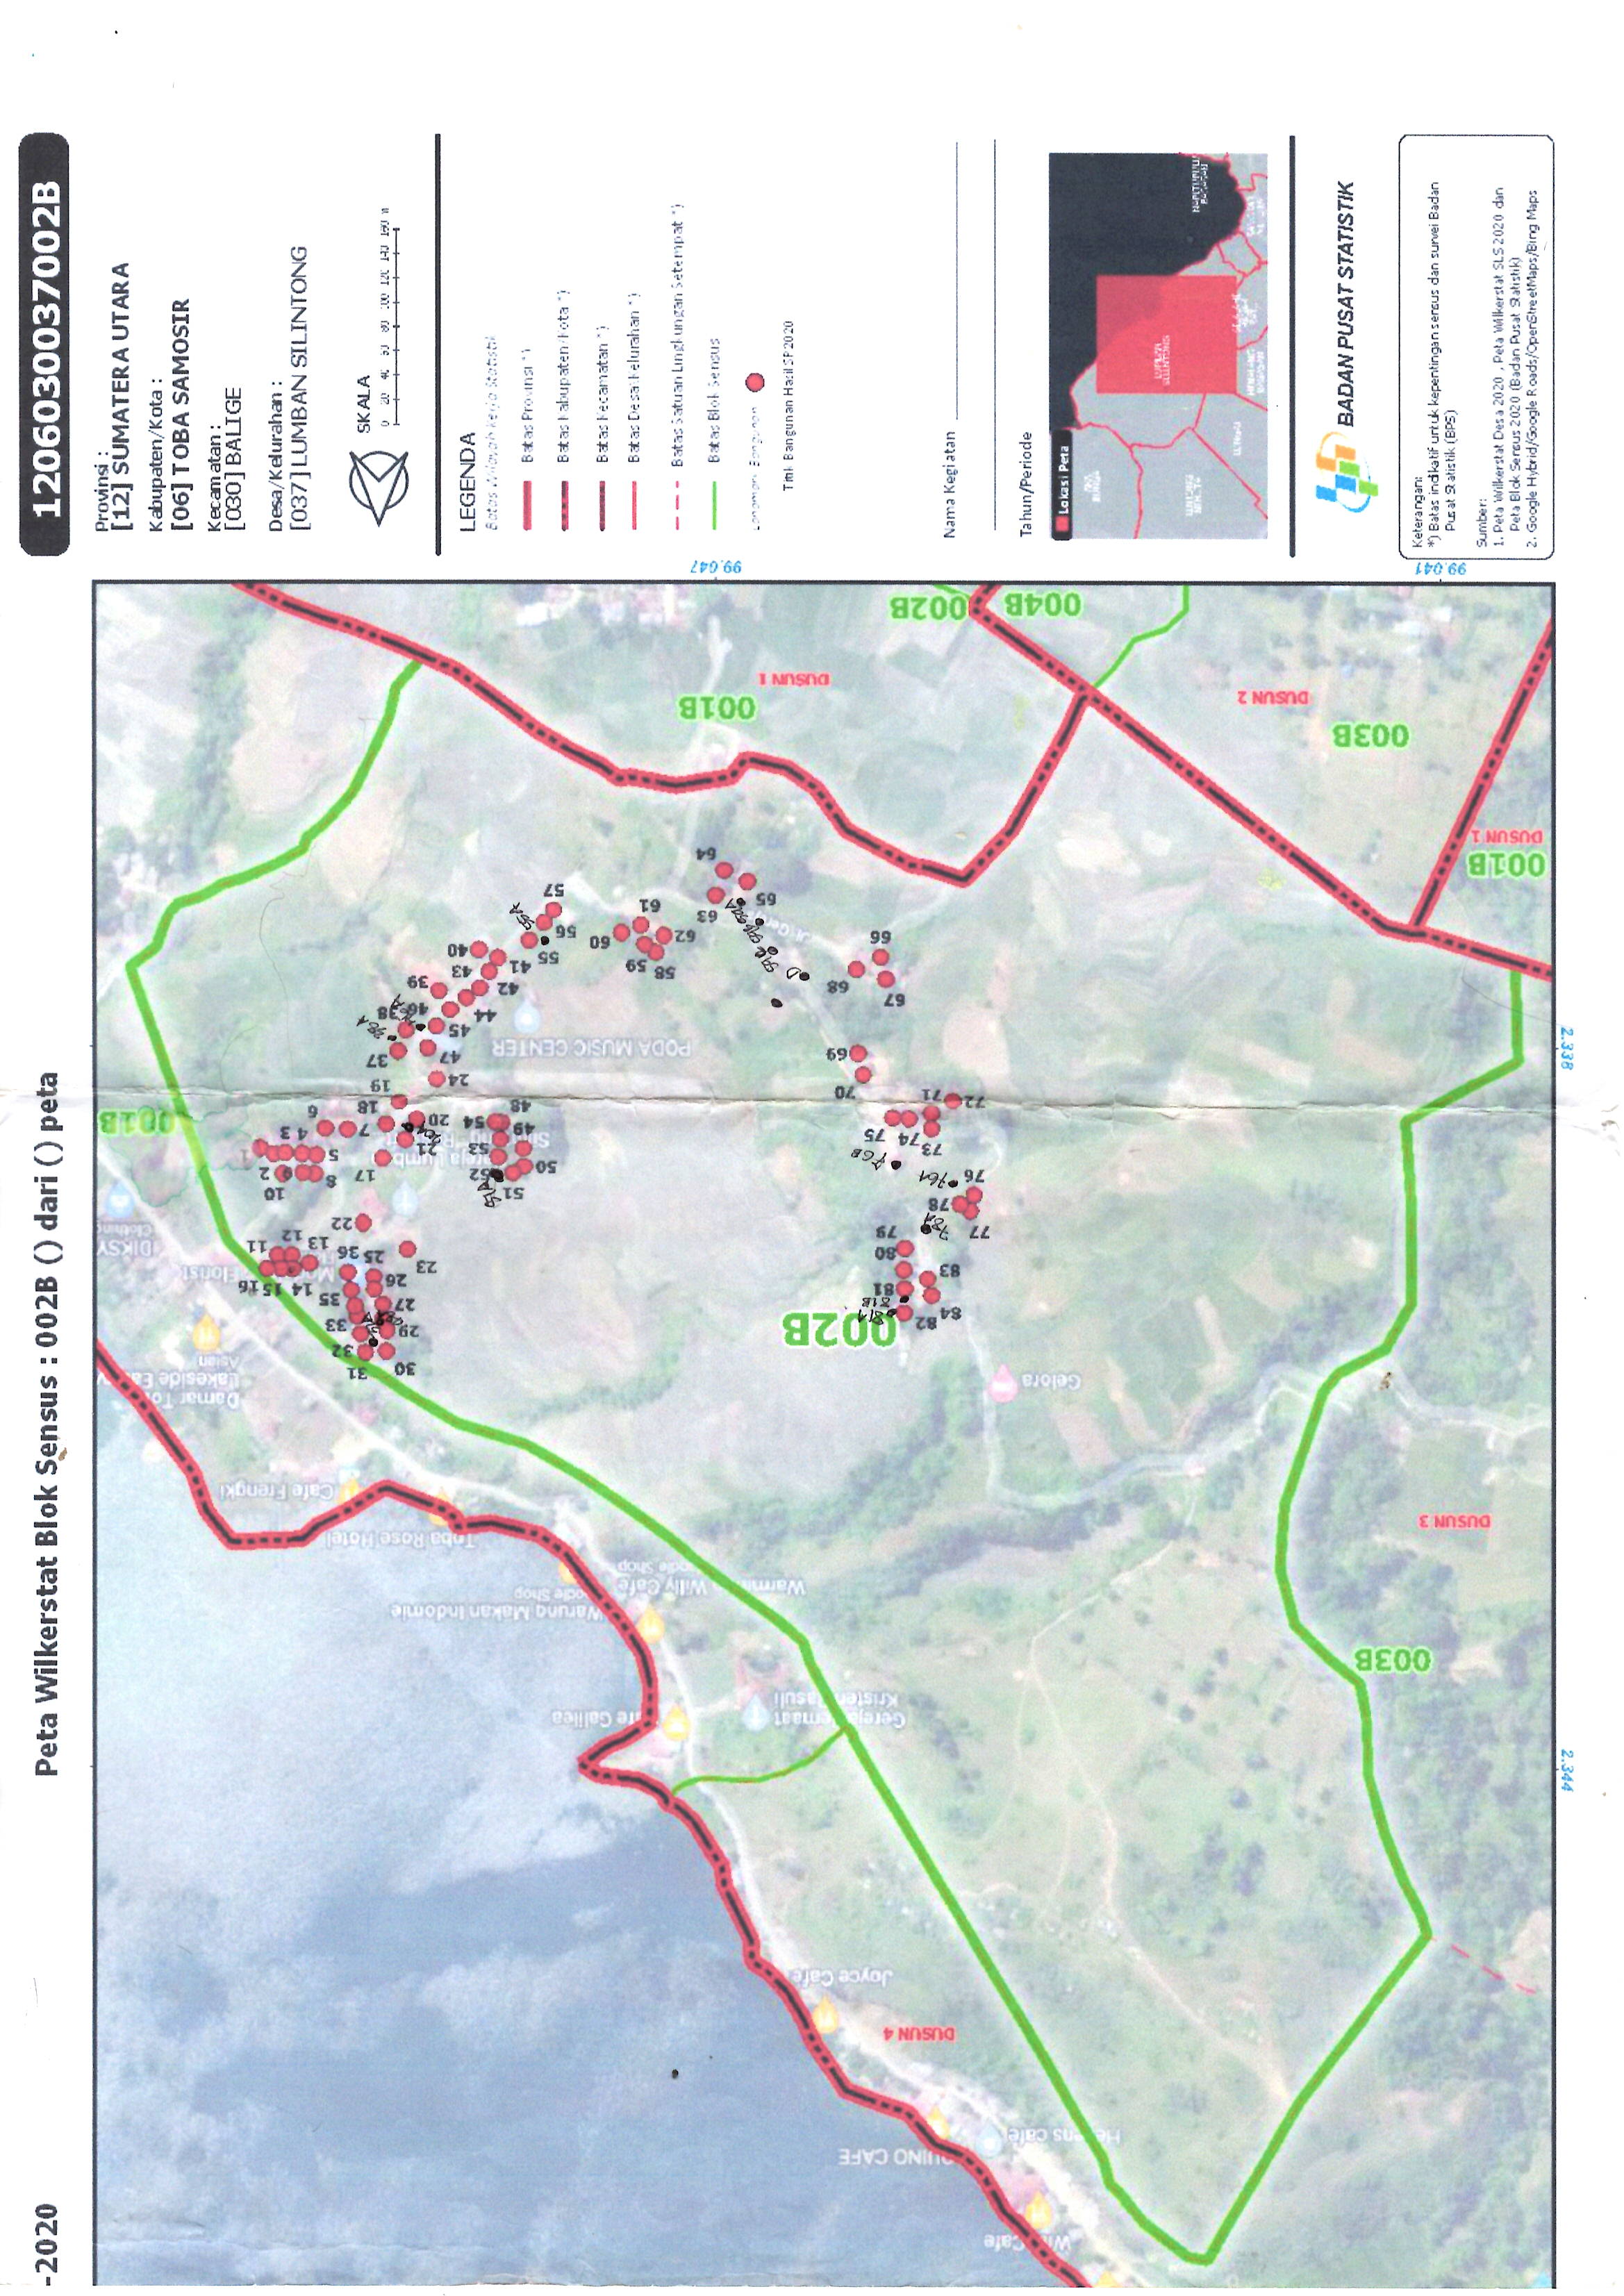 -2020
Peta Wilkerstat Blok Sensus : 002B () dari () peta
Cafe
QUINO CAFE
DUSUN 4
Joyce Cafe
Gereja Jemaat
Kristen Rasuli
Cafe Galilea
Warung Makan Indomie
Noodle Shop
Willy Cafe
Noodle Shop
Toba Rose Hotel
Cafe Frengki
Damar Toba
Lakeside Eatery
Asian
Florist
DIKSY
Clothing
2.344
003B
DUSUN 3
Gelora
002B
30 31
32
29
33
27
35
26
14 15 16
23
25 36
13 12 11
22
82 81A
84 81B
81
83
80
79
78A
77
78
76
76A
76B
73 74 75
72 71
70
69
51 51A
50 52
53
49 54
48
17
8 10
9 2
5 1
4 3
21
20 7
6
18
19
24
001B
47 37
PODA MUSIC CENTER
38A
45
46 38
44
42 39
43
41
40
2.338
67
68
66
58
59
62 60
61
55
56
55A
57
63
65
64
001B
DUSUN 1
003B
DUSUN 2
001B
DUSUN 1
004B 002B
99.041
99.047
1206030037002B
Provinsi :
[12] SUMATERA UTARA
Kabupaten/Kota :
[06] TOBA SAMOSIR
Kecamatan :
[030] BALIGE
Desa/Kelurahan :
[037] LUMBAN SILINTONG
SKALA
0 20 40 60 80 100 120 140 160 m
LEGENDA
Batas Wilayah Kerja Statistik
Batas Provinsi *)
Batas Kabupaten/Kota *)
Batas Kecamatan *)
Batas Desa/Kelurahan *)
Batas Satuan Lingkungan Setempat *)
Batas Blok Sensus
Titik Bangunan Hasil SP2020
Nama Kegiatan
Tahun/Periode
Lokasi Peta
BADAN PUSAT STATISTIK
Keterangan:
*) Batas indikatif untuk kepentingan sensus dan survei Badan
Pusat Statistik (BPS)
Sumber:
1. Peta Wilkerstat Desa 2020 , Peta Wilkerstat SLS 2020 dan
Peta Blok Sensus 2020 (Badan Pusat Statistik)
2. Google Hybrid/Google Roads/OpenStreetMaps/Bing Maps